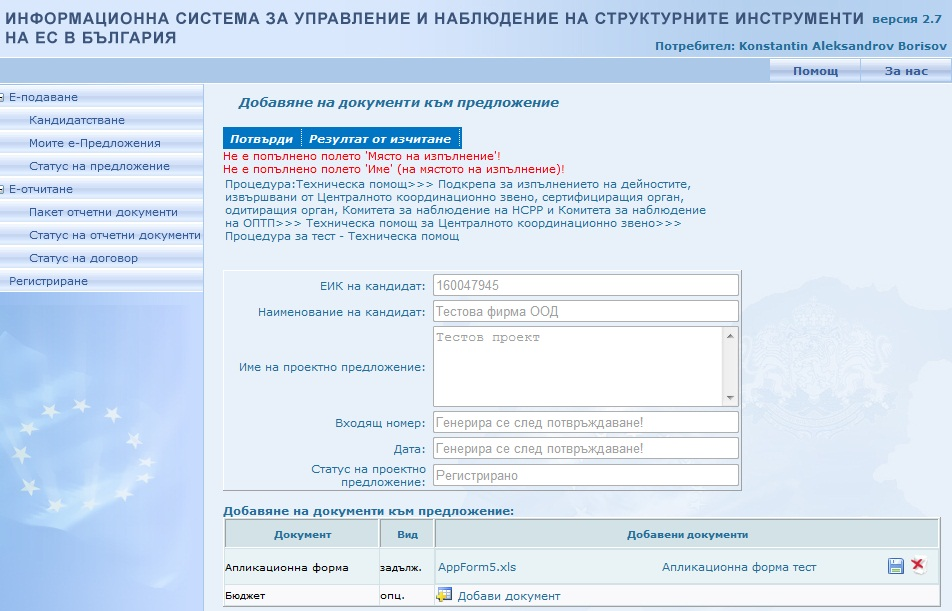 ИНФОРМАЦИОННА СИСТЕМА ЗА УПРАВЛЕНИЕ И НАБЛЮДЕНИЕ НА СТРУКТУРНИТЕ ИНСТРУМЕНТИ версия 2.7
НА ЕС В БЪЛГАРИЯ
Потребител: Konstantin Aleksandrov Borisov
Помощ За нас
Е-подаване
Кандидатстване
Моите е-Предложения
Статус на предложение
Е-отчитане
Пакет отчетни документи
Статус на отчетни документи
Статус на договор
Регистриране
Добавяне на документи към предложение
Потвърди Резултат от изчитане
Не е попълнено полето 'Място на изпълнение'!
Не е попълнено полето 'Име' (на мястото на изпълнение)!
Процедура:Техническа помощ>>> Подкрепа за изпълнението на дейностите,
извършвани от Централното координационно звено, сертифициращия орган,
одитиращия орган, Комитета за наблюдение на НСРР и Комитета за наблюдение
на ОПТП>>> Техническа помощ за Централното координационно звено>>>
Процедура за тест - Техническа помощ
ЕИК на кандидат: 160047945
Наименование на кандидат: Тестова фирма ООД
Име на проектно предложение: Тестов проект
Входящ номер: Генерира се след потвръждаване!
Дата: Генерира се след потвръждаване!
Статус на проектно
предложение: Регистрирано
Добавяне на документи към предложение:
Документ Вид Добавени документи
Апликационна форма задълж. AppForm5.xls Апликационна форма тест
Бюджет опц. Добави документ